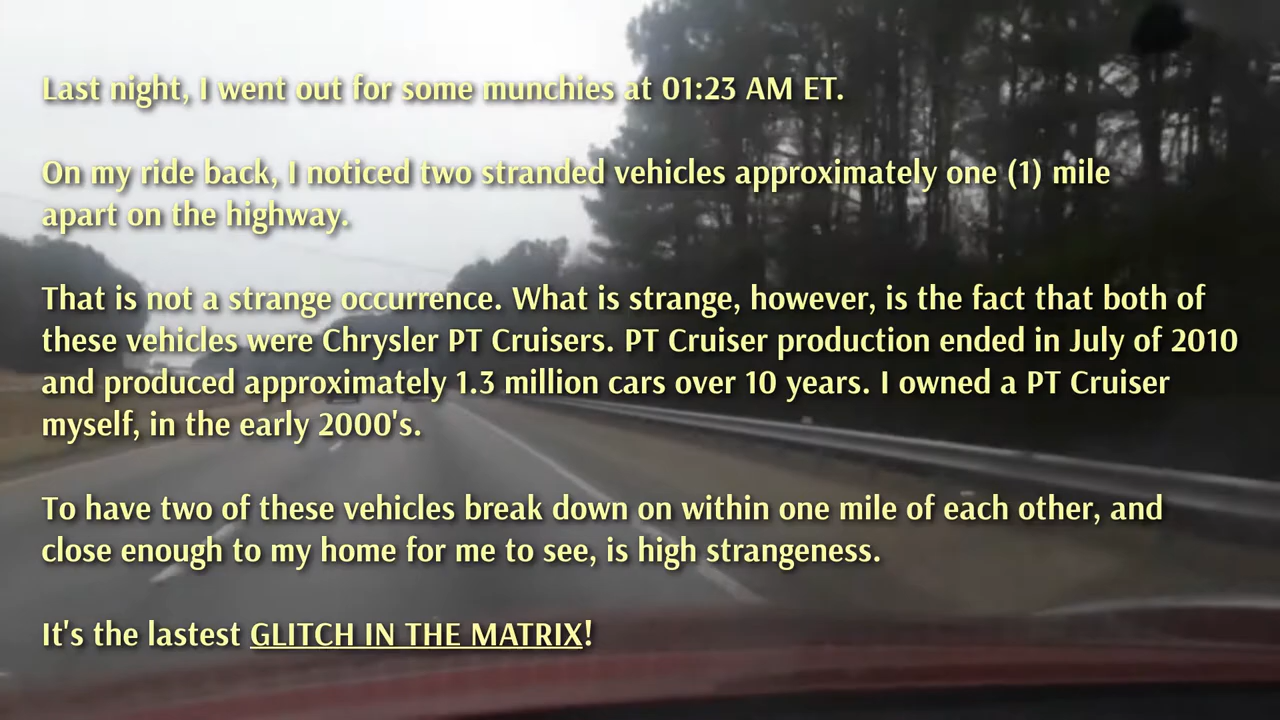 Last night, I went out for some munchies at 01:23 AM ET.
On my ride back, I noticed two stranded vehicles approximately one (1) mile
apart on the highway.
That is not a strange occurrence. What is strange, however, is the fact that both of
these vehicles were Chrysler PT Cruisers. PT Cruiser production ended in July of 2010
and produced approximately 1.3 million cars over 10 years. I owned a PT Cruiser
myself, in the early 2000's.
To have two of these vehicles break down on within one mile of each other, and
close enough to my home for me to see, is high strangeness.
It's the lastest GLITCH IN THE MATRIX!